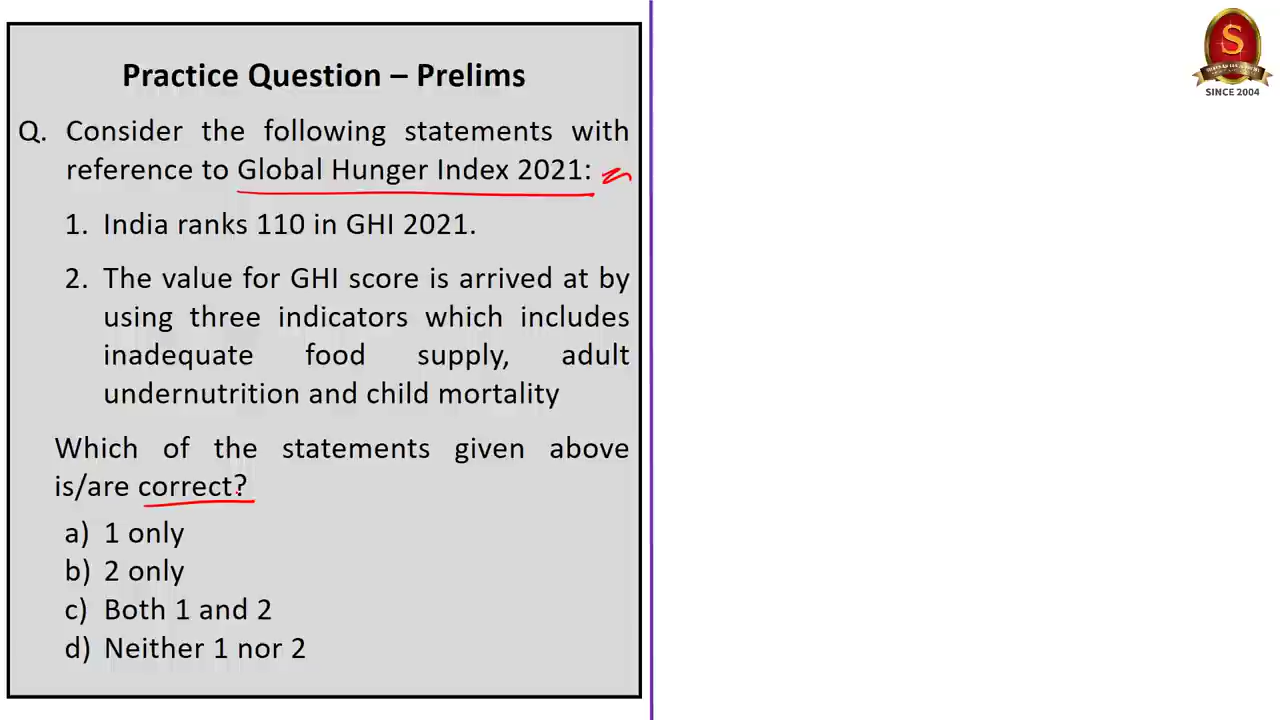 Practice Question – Prelims
Q. Consider the following statements with
reference to Global Hunger Index 2021:
1. India ranks 110 in GHI 2021.
2. The value for GHI score is arrived at by
using three indicators which includes
inadequate food supply, adult
undernutrition and child mortality
Which of the statements given above
is/are correct?
a) 1 only
b) 2 only
c) Both 1 and 2
d) Neither 1 nor 2
S
SINCE 2004